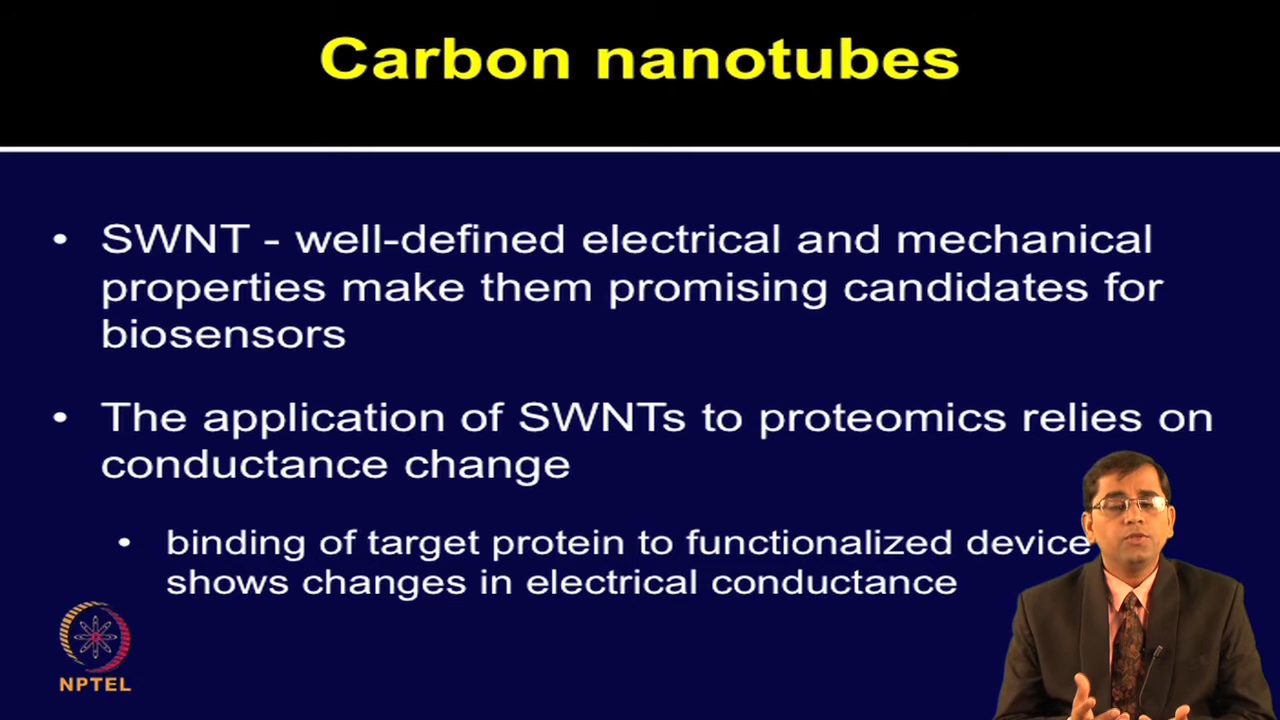 Carbon nanotubes
• SWNT - well-defined electrical and mechanical
properties make them promising candidates for
biosensors
• The application of SWNTs to proteomics relies on
conductance change
• binding of target protein to functionalized device
shows changes in electrical conductance
NPTEL